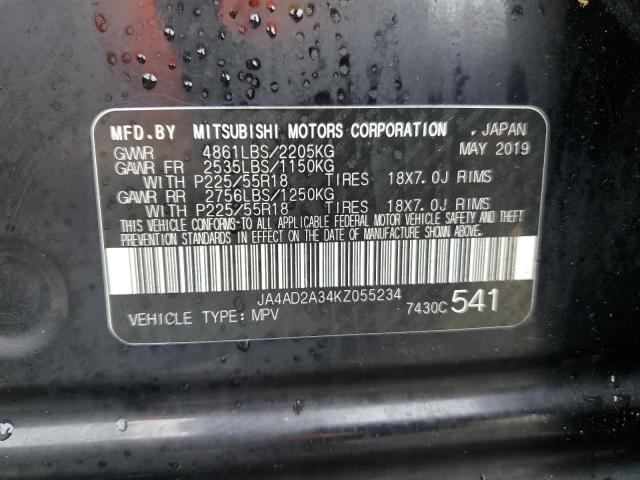 MFD.BY MITSUBISHI MOTORS CORPORATION . JAPAN
GVWR 4861LBS/2205KG MAY 2019
GAWR FR 2535LBS/1150KG
WITH P225/55R18 TIRES 18X7.0J RIMS
GAWR RR 2756LBS/1250KG
WITH P225/55R18 TIRES 18X7.0J RIMS
THIS VEHICLE CONFORMS TO ALL APPLICABLE FEDERAL MOTOR VEHICLE SAFETY AND THEFT
PREVENTION STANDARDS IN EFFECT ON THE DATE OF MANUFACTURE SHOWN ABOVE.
JA4AD2A34KZ055234
VEHICLE TYPE: MPV 7430C 541